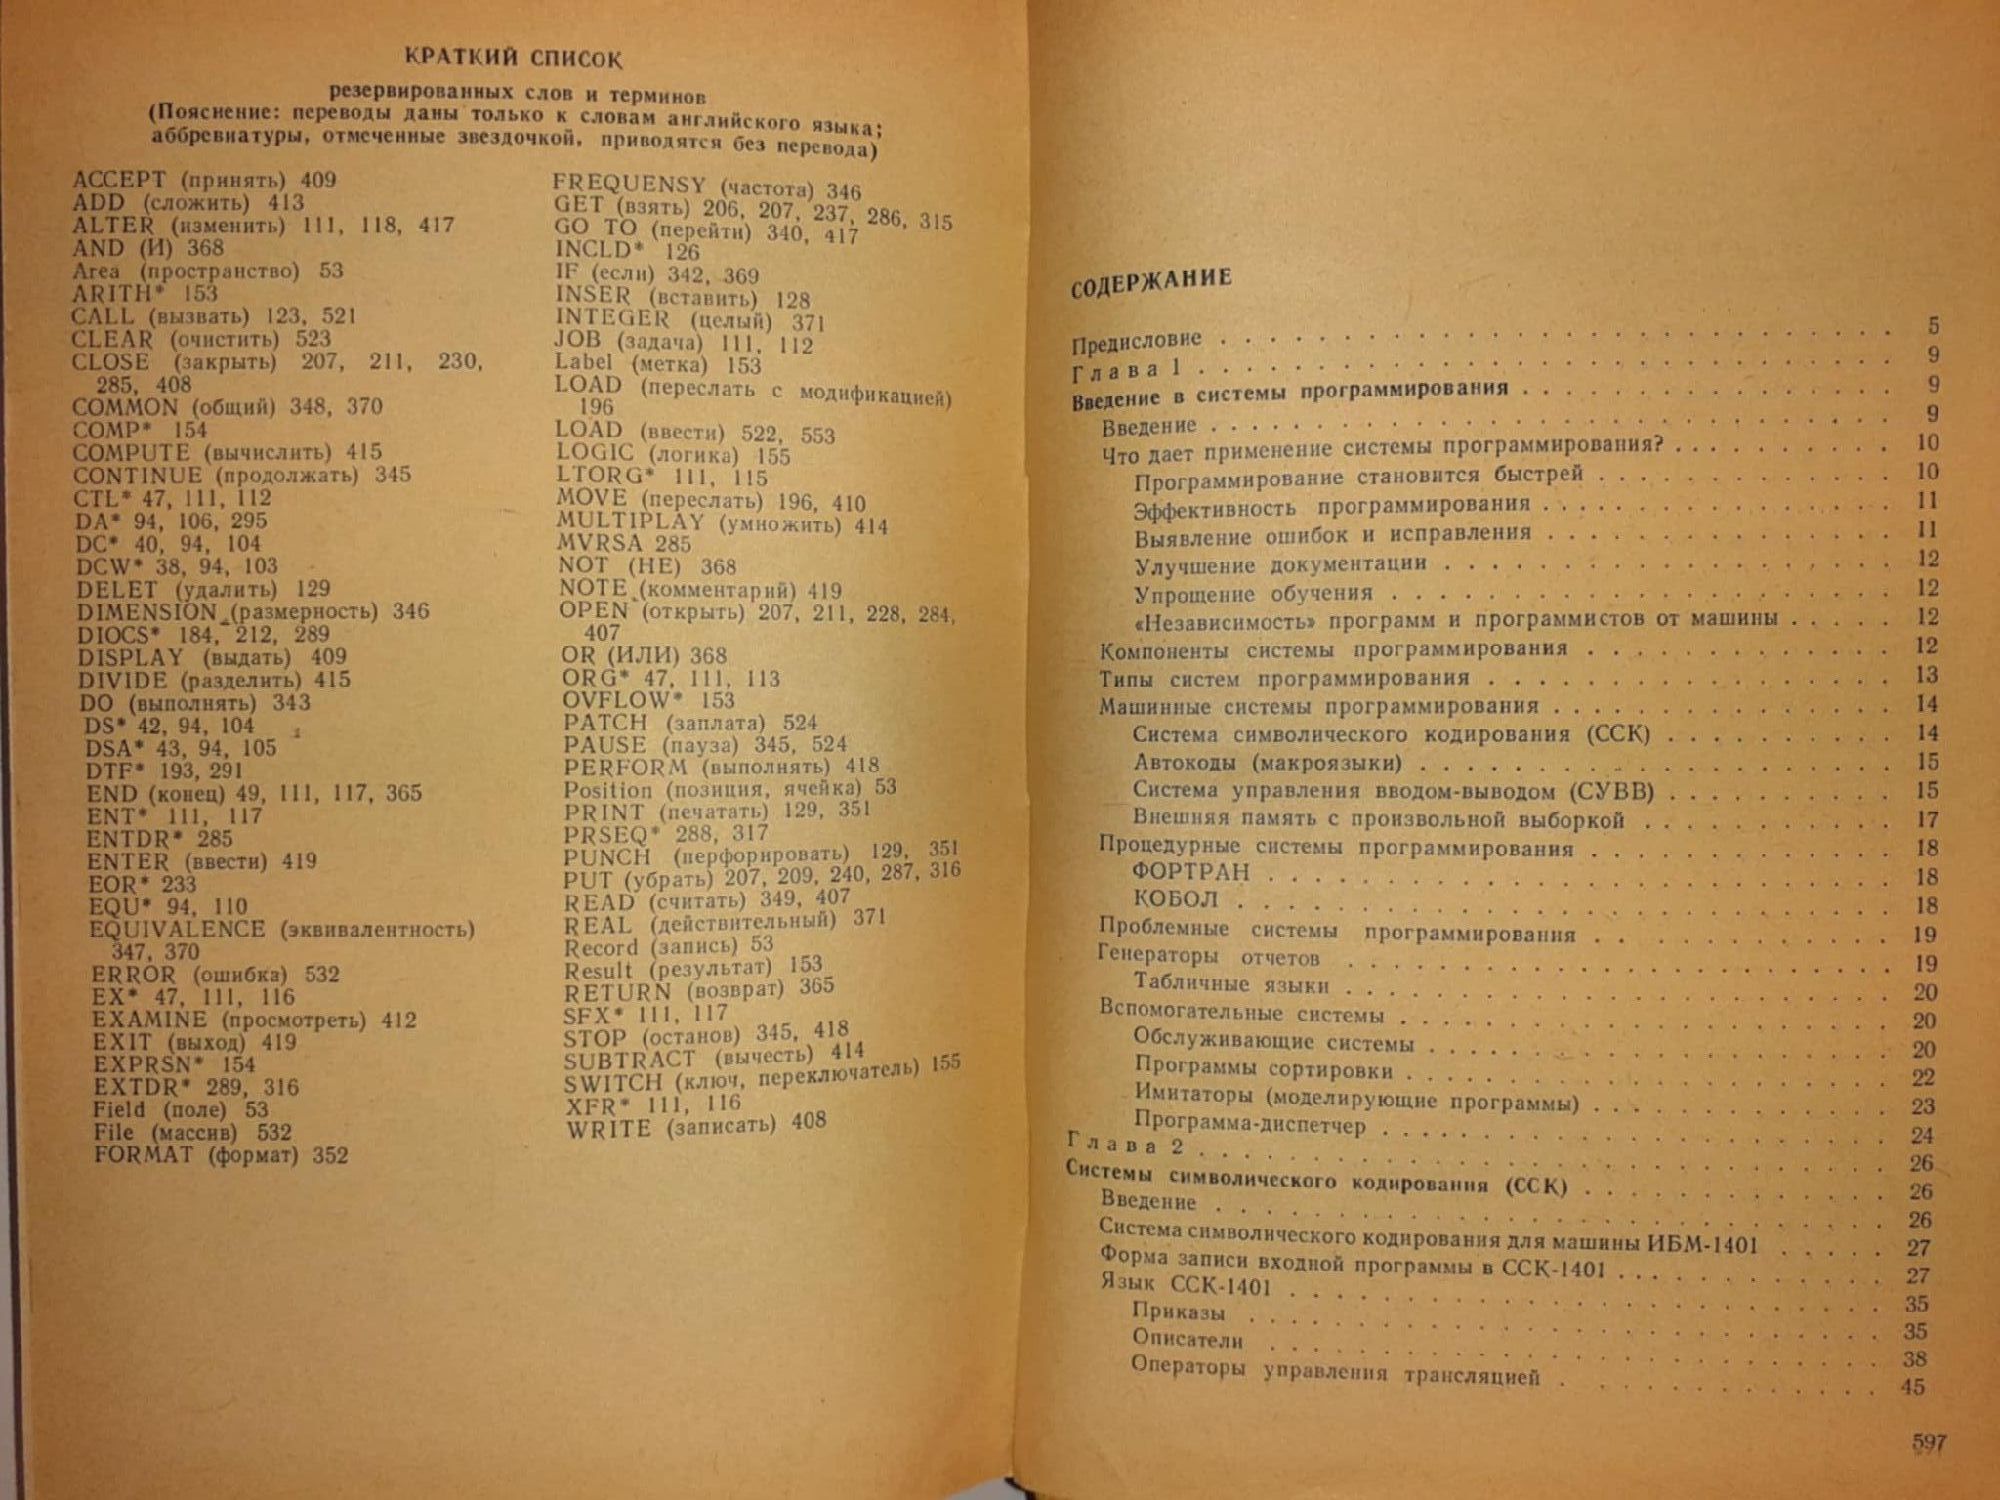 КРАТКИЙ СПИСОК
резервированных слов и терминов
(Пояснение: переводы даны только к словам английского языка;
аббревиатуры, отмеченные звездочкой, приводятся без перевода)
ACCEPT (принять) 409
ADD (сложить) 413
ALTER (изменить) 111, 118, 417
AND (И) 368
Area (пространство) 53
ARITH* 153
CALL (вызвать) 123, 521
CLEAR (очистить) 523
CLOSE (закрыть) 207, 211, 230,
285, 408
COMMON (общий) 348, 370
COMP* 154
COMPUTE (вычислить) 415
CONTINUE (продолжать) 345
CTL* 47, 111, 112
DA* 94, 106, 295
DC* 40, 94, 104
DCW* 38, 94, 103
DELET (удалить) 129
DIMENSION (размерность) 346
DIOCS* 184, 212, 289
DISPLAY (выдать) 409
DIVIDE (разделить) 415
DO (выполнять) 343
DS* 42, 94, 104
DSA* 43, 94, 105
DTF* 193, 291
END (конец) 49, 111, 117, 365
ENT* 111, 117
ENTDR* 285
ENTER (ввести) 419
EOR* 233
EQU* 94, 110
EQUIVALENCE (эквивалентность)
347, 370
ERROR (ошибка) 532
EX* 47, 111, 116
EXAMINE (просмотреть) 412
EXIT (выход) 419
EXPRSN* 154
EXTDR* 289, 316
Field (поле) 53
File (массив) 532
FORMAT (формат) 352
FREQUENSY (частота) 346
GET (взять) 206, 207, 237, 286, 315
GO TO (перейти) 340, 417
INCLD* 126
IF (если) 342, 369
INSER (вставить) 128
INTEGER (целый) 371
JOB (задача) 111, 112
Label (метка) 153
LOAD (переслать с модификацией)
196
LOAD (ввести) 522, 553
LOGIC (логика) 155
LTORG* 111, 115
MOVE (переслать) 196, 410
MULTIPLAY (умножить) 414
MVRSA 285
NOT (НЕ) 368
NOTE (комментарий) 419
OPEN (открыть) 207, 211, 228, 284,
407
OR (ИЛИ) 368
ORG* 47, 111, 113
OVFLOW* 153
PATCH (заплата) 524
PAUSE (пауза) 345, 524
PERFORM (выполнять) 418
Position (позиция, ячейка) 53
PRINT (печатать) 129, 351
PRSEQ* 288, 317
PUNCH (перфорировать) 129, 351
PUT (убрать) 207, 209, 240, 287, 316
READ (считать) 349, 407
REAL (действительный) 371
Record (запись) 53
Result (результат) 153
RETURN (возврат) 365
SFX* 111, 117
STOP (останов) 345, 418
SUBTRACT (вычесть) 414
SWITCH (ключ, переключатель) 155
XFR* 111, 116
WRITE (записать) 408
СОДЕРЖАНИЕ
Предисловие . . . . . . . . . . 5
Глава 1 . . . . . . . . . . 9
Введение в системы программирования . . . . . . . . . . 9
Введение . . . . . . . . . . 9
Что дает применение системы программирования? . . . . . . . . . . 10
Программирование становится быстрей . . . . . . . . . . 10
Эффективность программирования . . . . . . . . . . 11
Выявление ошибок и исправления . . . . . . . . . . 11
Улучшение документации . . . . . . . . . . 12
Упрощение обучения . . . . . . . . . . 12
«Независимость» программ и программистов от машины . . . . . 12
Компоненты системы программирования . . . . . . . . . . 12
Типы систем программирования . . . . . . . . . . 13
Машинные системы программирования . . . . . . . . . . 14
Система символического кодирования (ССК) . . . . . . . . . 14
Автокоды (макроязыки) . . . . . . . . . . 15
Система управления вводом-выводом (СУВВ) . . . . . . . . . 15
Внешняя память с произвольной выборкой . . . . . . . . . 17
Процедурные системы программирования . . . . . . . . . . 18
ФОРТРАН . . . . . . . . . . 18
КОБОЛ . . . . . . . . . . 18
Проблемные системы программирования . . . . . . . . . . 19
Генераторы отчетов . . . . . . . . . . 19
Табличные языки . . . . . . . . . . 20
Вспомогательные системы . . . . . . . . . . 20
Обслуживающие системы . . . . . . . . . . 20
Программы сортировки . . . . . . . . . . 22
Имитаторы (моделирующие программы) . . . . . . . . . . 23
Программа-диспетчер . . . . . . . . . . 24
Глава 2 . . . . . . . . . . 26
Системы символического кодирования (ССК) . . . . . . . . . . 26
Введение . . . . . . . . . . 26
Система символического кодирования для машины ИБМ-1401 . . . . . 27
Форма записи входной программы в ССК-1401 . . . . . . . . . . 27
Язык ССК-1401 . . . . . . . . . . 35
Приказы . . . . . . . . . . 35
Описатели . . . . . . . . . . 38
Операторы управления трансляцией . . . . . . . . . . 45
597